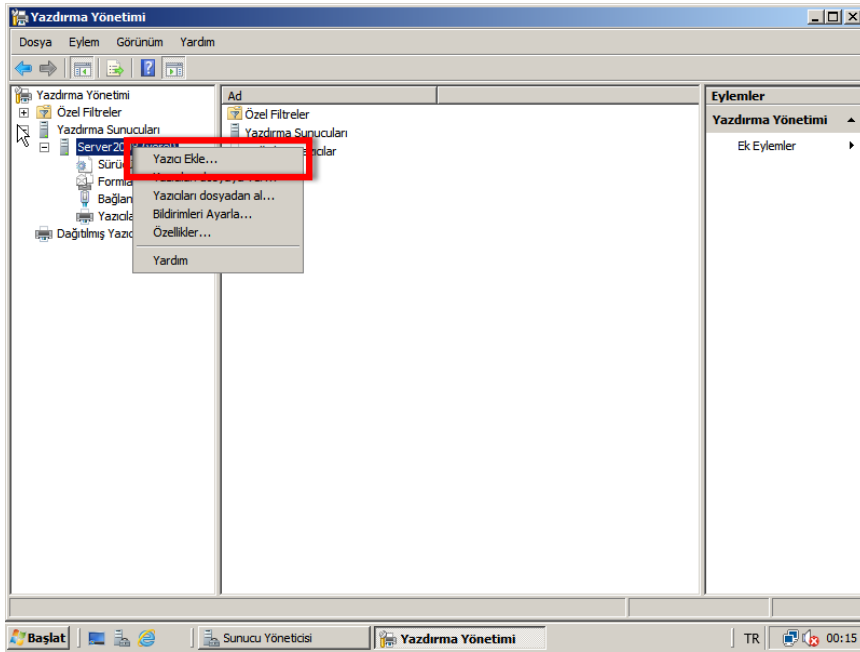 Yazdırma Yönetimi
Dosya Eylem Görünüm Yardım
Yazdırma Yönetimi
Özel Filtreler
Yazdırma Sunucuları
Yazıcı Ekle...
Yazıcıları dosyadan al...
Bildirimleri Ayarla...
Özellikler...
Yardım
Dağıtılmış
Ad
Özel Filtreler
Yazdırma Sunucuları
Eylemler
Yazdırma Yönetimi
Ek Eylemler
Başlat
Sunucu Yöneticisi
Yazdırma Yönetimi
TR
00:15